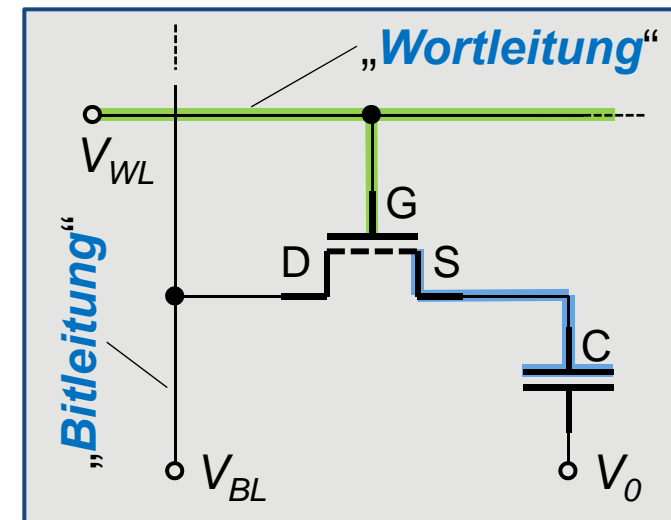 „Wortleitung“
V_WL
G
D
S
„Bitleitung“
C
V_BL
V_0